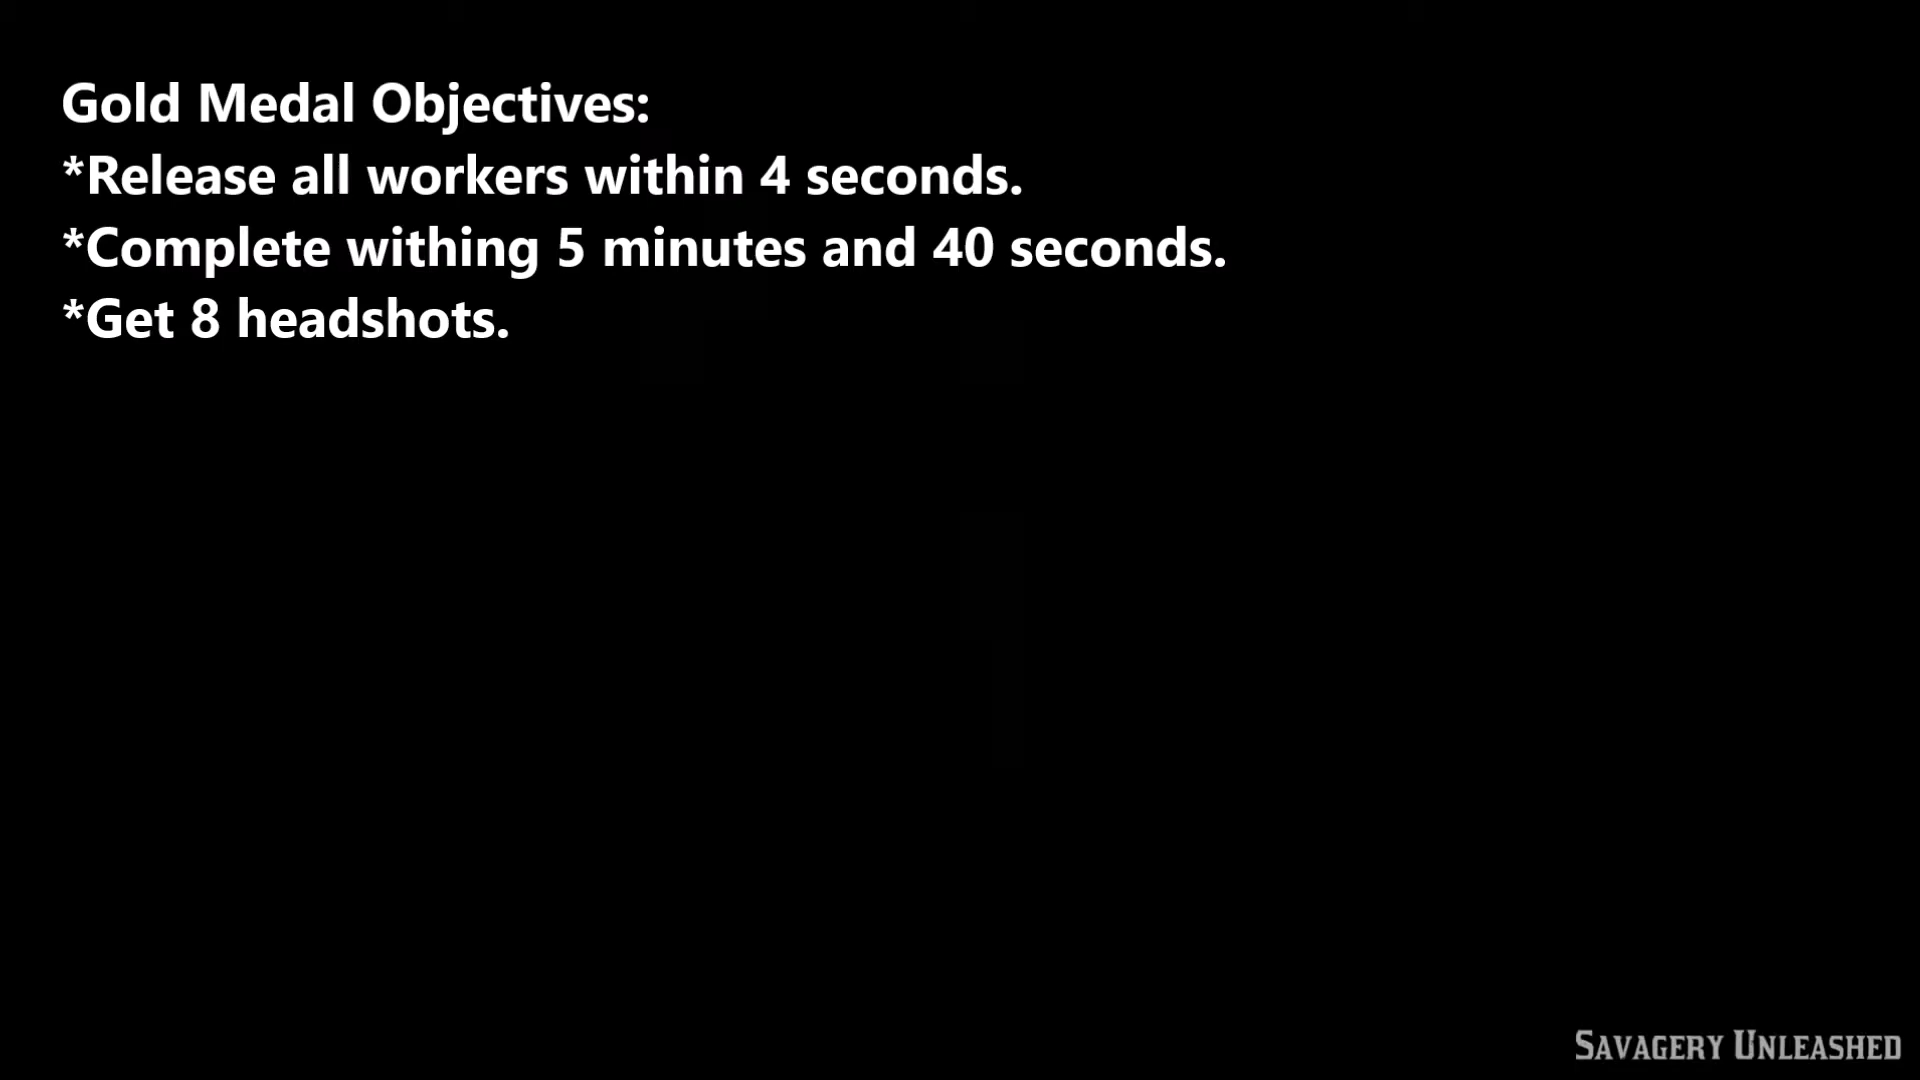 Gold Medal Objectives:
*Release all workers within 4 seconds.
*Complete withing 5 minutes and 40 seconds.
*Get 8 headshots.
Savagery Unleashed